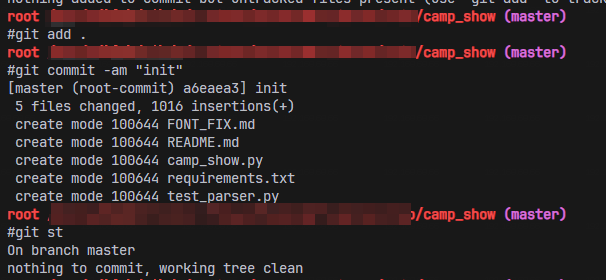 nothing added to commit but untracked files present (use "git add" to track
root /camp_show (master)
#git add .
root /camp_show (master)
#git commit -am "init"
[master (root-commit) a6eaea3] init
 5 files changed, 1016 insertions(+)
 create mode 100644 FONT_FIX.md
 create mode 100644 README.md
 create mode 100644 camp_show.py
 create mode 100644 requirements.txt
 create mode 100644 test_parser.py
root /camp_show (master)
#git st
On branch master
nothing to commit, working tree clean